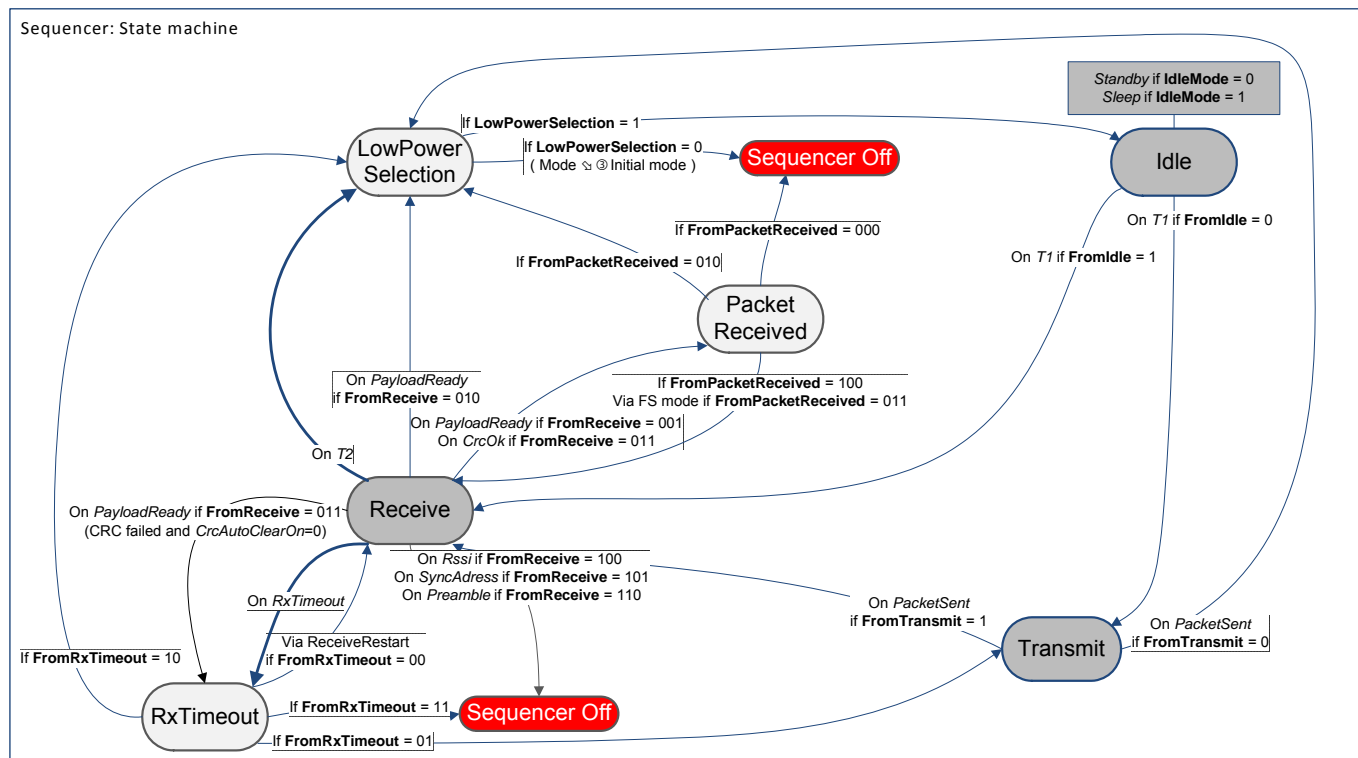 Sequencer: State machine
Standby if IdleMode = 0
Sleep if IdleMode = 1
If LowPowerSelection = 1
LowPower
Selection
If LowPowerSelection = 0
( Mode ⇘ ③ Initial mode )
Sequencer Off
Idle
On T1 if FromIdle = 0
If FromPacketReceived = 000
On T1 if FromIdle = 1
If FromPacketReceived = 010
Packet
Received
On PayloadReady
if FromReceive = 010
If FromPacketReceived = 100
Via FS mode if FromPacketReceived = 011
On PayloadReady if FromReceive = 001
On CrcOk if FromReceive = 011
On T2
Receive
On PayloadReady if FromReceive = 011
(CRC failed and CrcAutoClearOn=0)
On Rssi if FromReceive = 100
On SyncAdress if FromReceive = 101
On Preamble if FromReceive = 110
On RxTimeout
On PacketSent
if FromTransmit = 1
Via ReceiveRestart
if FromRxTimeout = 00
On PacketSent
if FromTransmit = 0
Transmit
If FromRxTimeout = 10
RxTimeout
If FromRxTimeout = 11
Sequencer Off
If FromRxTimeout = 01